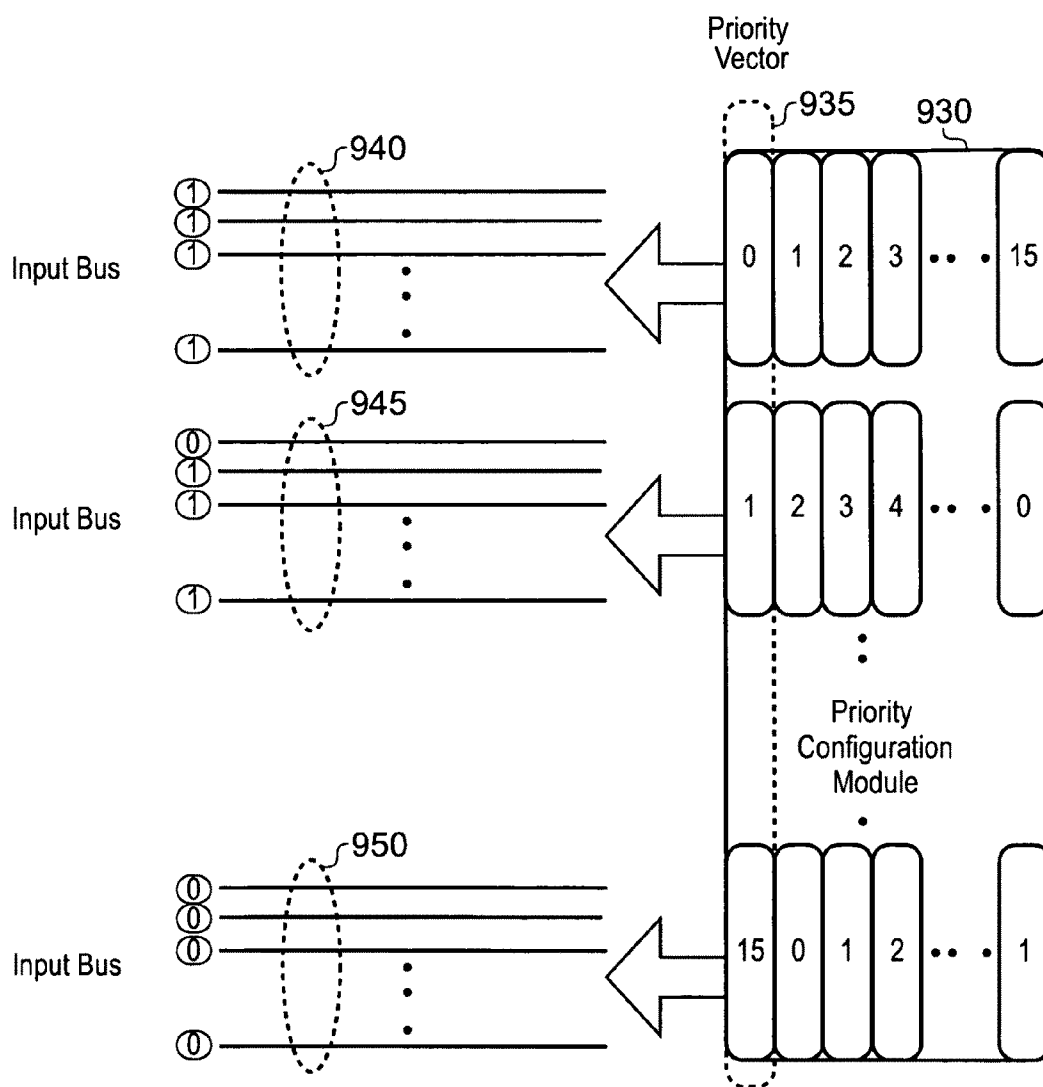 Priority
Vector
935
930
940
1
1
1
1
Input Bus
0 1 2 3 15
945
0
1
1
1
Input Bus
1 2 3 4 0
Priority
Configuration
Module
950
0
0
0
0
Input Bus
15 0 1 2 1